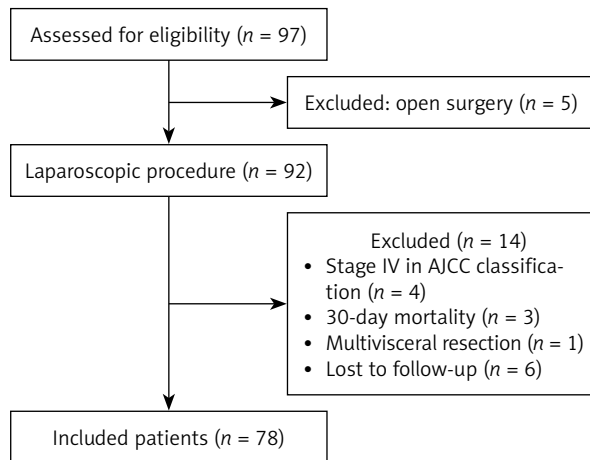 Assessed for eligibility (n = 97)
Excluded: open surgery (n = 5)
Laparoscopic procedure (n = 92)
Excluded (n = 14)
• Stage IV in AJCC classifica-
tion (n = 4)
• 30-day mortality (n = 3)
• Multivisceral resection (n = 1)
• Lost to follow-up (n = 6)
Included patients (n = 78)